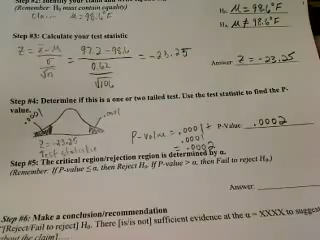 Step #2: Identify your claim and write
(Remember H₀ must contain equality)
H₀ μ = 98.6°F
Claim μ = 98.6°F
Hₐ μ ≠ 98.6°F
Step #3: Calculate your test statistic
Z = x̄ - μ / σ/√n = 97.2 - 98.6 / 0.62/√106 = -23.25
Answer Z = -23.25
Step #4: Determine if this is a one or two tailed test. Use the test statistic to find the P-
value.
.0001 .0001
P-value = .0001 +
= .0002
P-Value .0002
Z = -23.25
Test statistic
Step #5: The critical region/rejection region is determined by α.
(Remember: If P-value ≤ α, then Reject H₀. If P-value > α, then Fail to Reject H₀.)
Answer:
Step #6: Make a conclusion/recommendation
"[Reject/Fail to reject] H₀. There [is/is not] sufficient evidence at the α = XXXX to suggest
about the claim]....